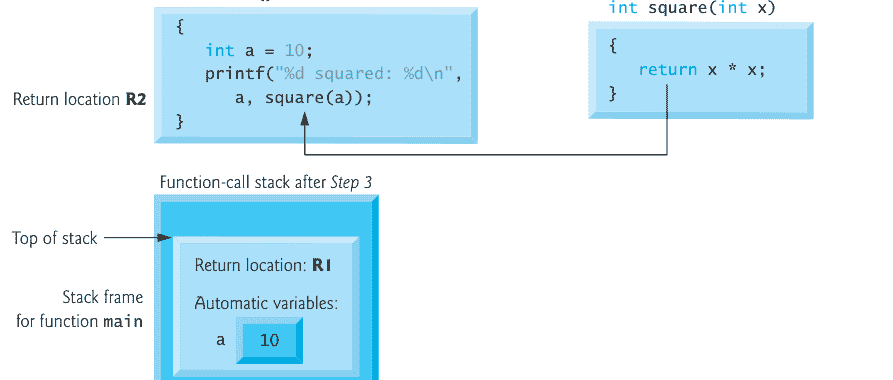 int square(int x)
{
int a = 10;
printf("%d squared: %d\n",
a, square(a));
}
{
return x * x;
}
Return location R2
Function-call stack after Step 3
Top of stack
Return location: R1
Stack frame
for function main
Automatic variables:
a 10